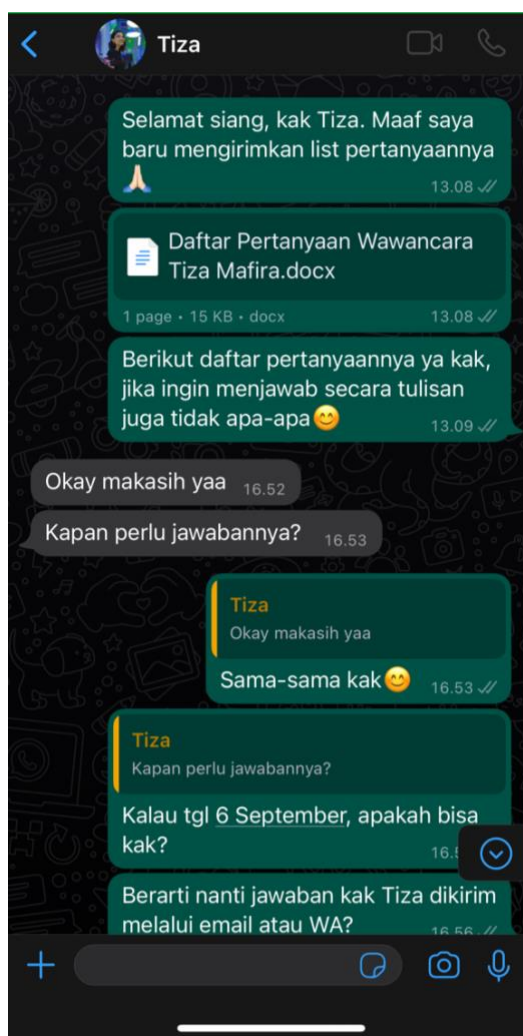 Tiza
Selamat siang, kak Tiza. Maaf saya
baru mengirimkan list pertanyaannya
🙏🏻
13.08
Daftar Pertanyaan Wawancara
Tiza Mafira.docx
1 page • 15 KB • docx
13.08
Berikut daftar pertanyaannya ya kak,
jika ingin menjawab secara tulisan
juga tidak apa-apa😊
13.09
Okay makasih yaa
16.52
Kapan perlu jawabannya?
16.53
Tiza
Okay makasih yaa
Sama-sama kak😊
16.53
Tiza
Kapan perlu jawabannya?
Kalau tgl 6 September, apakah bisa
kak?
Berarti nanti jawaban kak Tiza dikirim
melalui email atau WA?
16.56